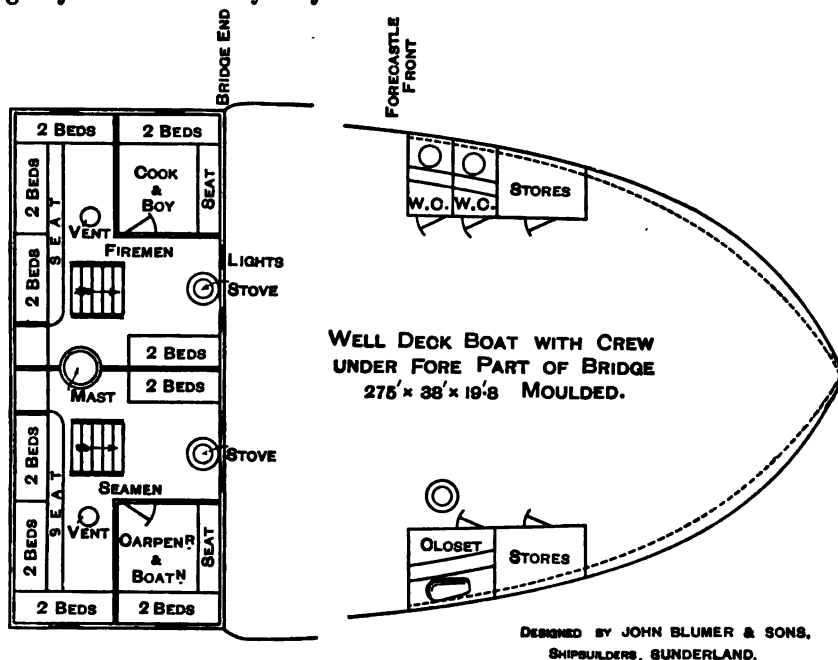 BRIDGE END
FORECASTLE
FRONT
2 BEDS
2 BEDS
2 BEDS
SEAT
COOK
&
BOY
SEAT
VENT
FIREMEN
2 BEDS
LIGHTS
STOVE
2 BEDS
2 BEDS
MAST
STOVE
2 BEDS
SEAT
SEAMEN
VENT
2 BEDS
CARPENR
&
BOATN
SEAT
2 BEDS
2 BEDS
W.C.
W.C.
STORES
WELL DECK BOAT WITH CREW
UNDER FORE PART OF BRIDGE
275' × 38' × 19'·8 MOULDED.
CLOSET
STORES
DESIGNED BY JOHN BLUMER & SONS,
SHIPBUILDERS, SUNDERLAND.